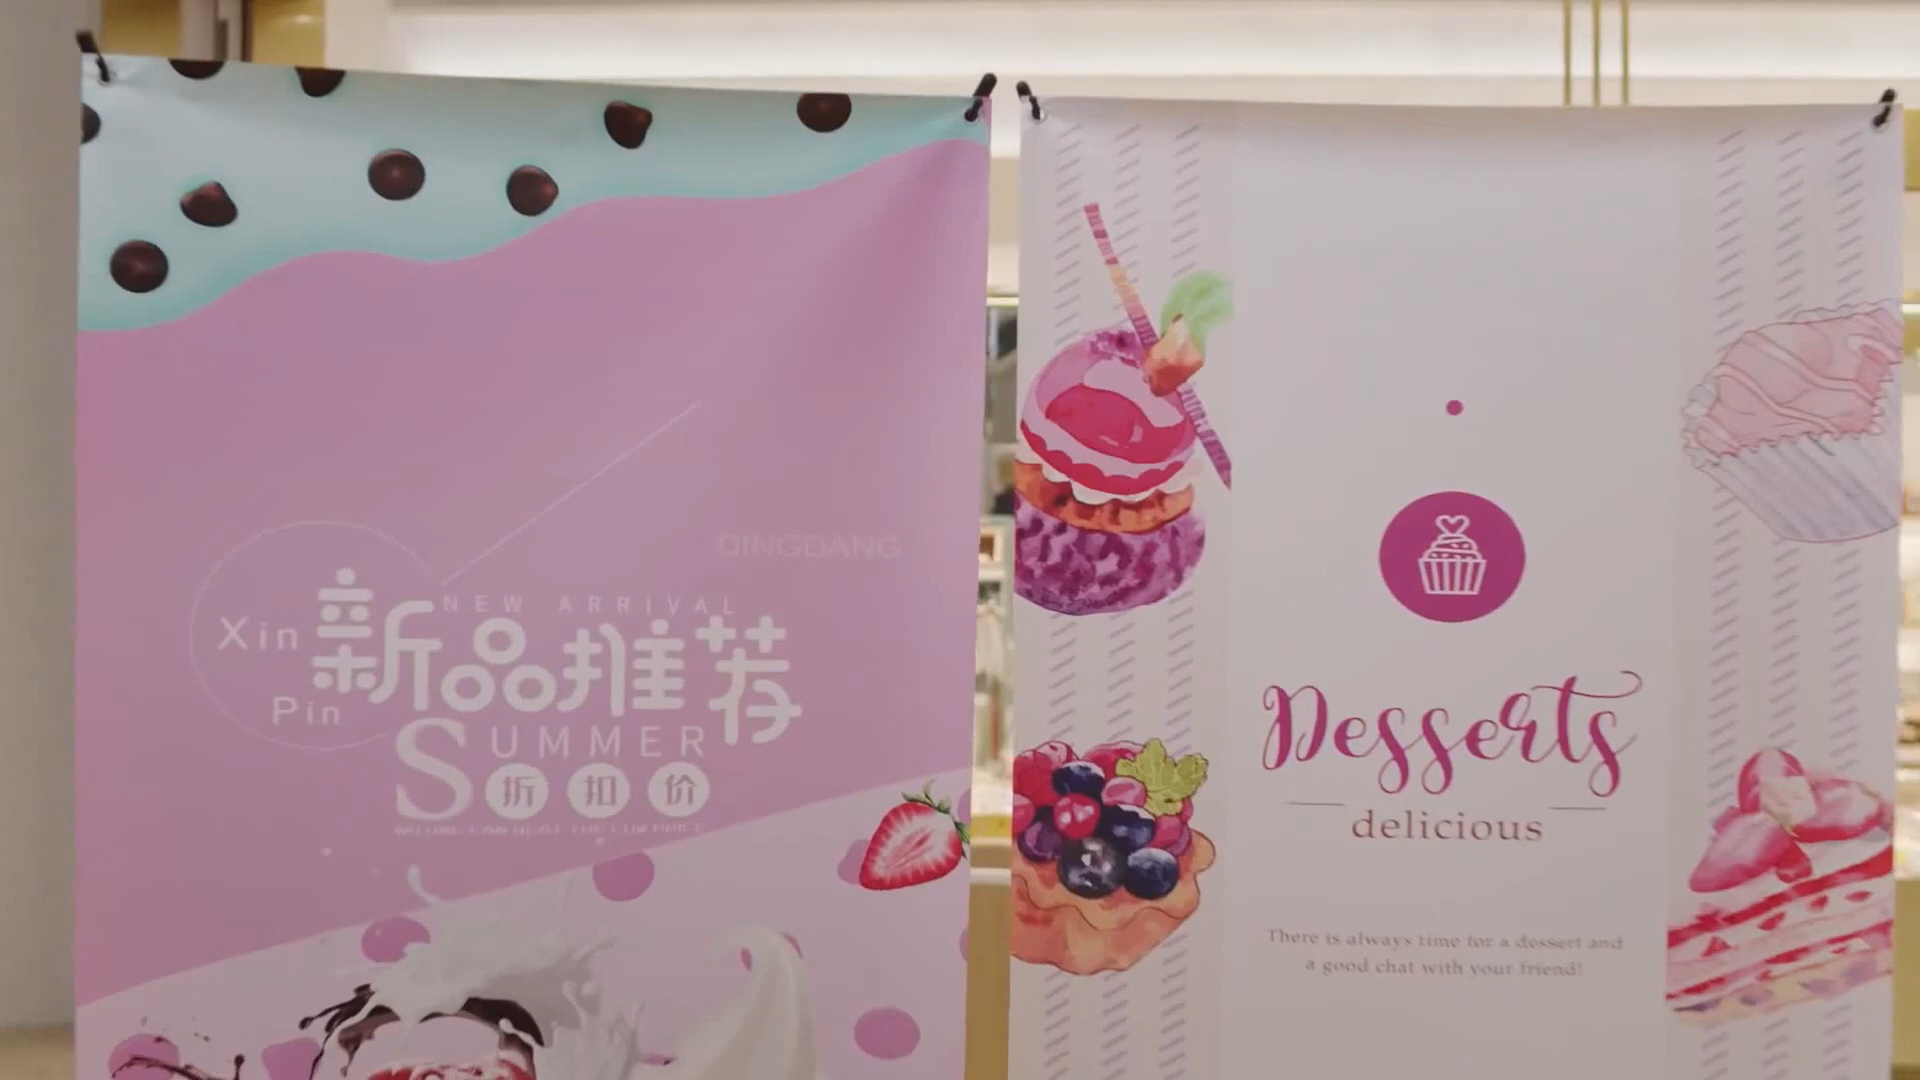 DINGDANG
NEW ARRIVAL
Xin
新品推荐
Pin
SUMMER
折扣价
Desserts
delicious
There is always time for a dessert and
a good chat with your friend!